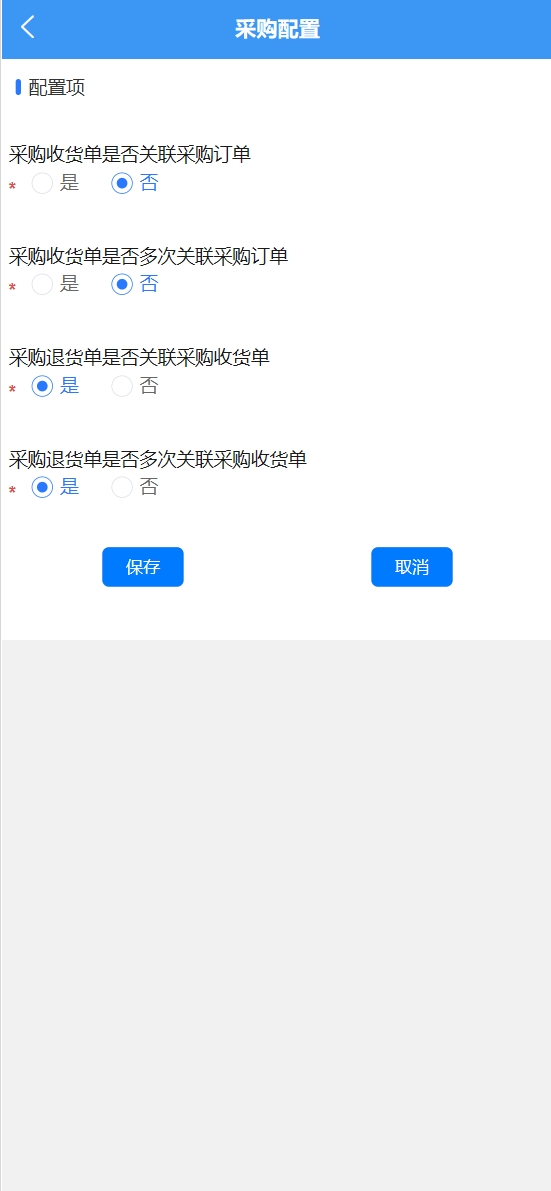 采购配置
配置项
采购收货单是否关联采购订单
* 是 否
采购收货单是否多次关联采购订单
* 是 否
采购退货单是否关联采购收货单
* 是 否
采购退货单是否多次关联采购收货单
* 是 否
保存 取消